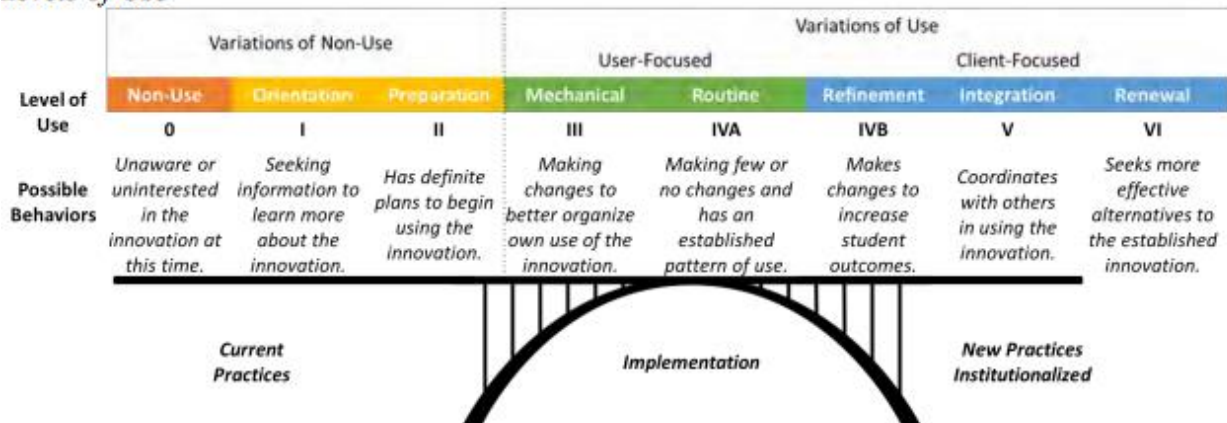 Variations of Non-Use
Variations of Use
User-Focused
Client-Focused
Level of
Use
Non-Use
Orientation
Preparation
Mechanical
Routine
Refinement
Integration
Renewal
0
I
II
III
IVA
IVB
V
VI
Possible
Behaviors
Unaware or
uninterested
in the
innovation at
this time.
Seeking
information to
learn more
about the
innovation.
Has definite
plans to begin
using the
innovation.
Making
changes to
better organize
own use of the
innovation.
Making few or
no changes and
has an
established
pattern of use.
Makes
changes to
increase
student
outcomes.
Coordinates
with others
in using the
innovation.
Seeks more
effective
alternatives to
the established
innovation.
Current
Practices
Implementation
New Practices
Institutionalized